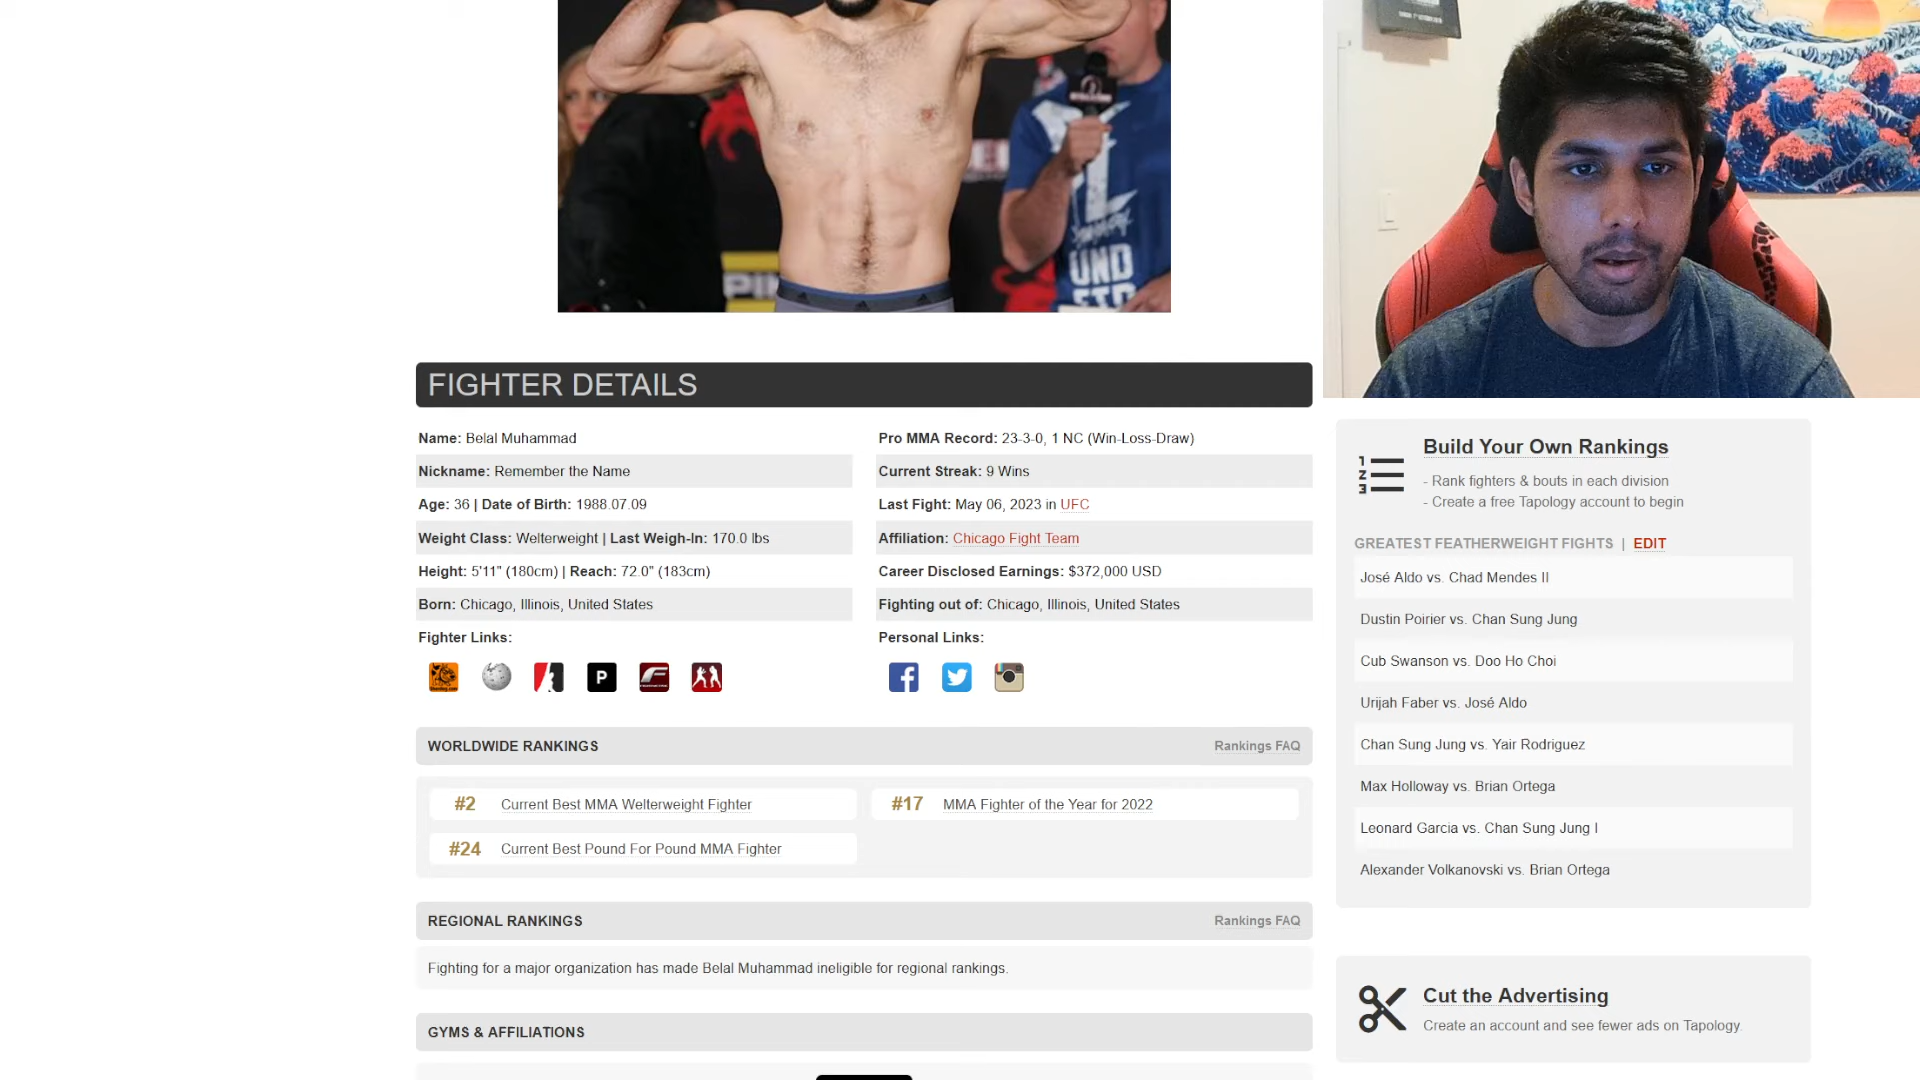 UND
FIGHTER DETAILS
Name: Belal Muhammad
Pro MMA Record: 23-3-0, 1 NC (Win-Loss-Draw)
Nickname: Remember the Name
Current Streak: 9 Wins
Age: 36 | Date of Birth: 1988.07.09
Last Fight: May 06, 2023 in UFC
Weight Class: Welterweight | Last Weigh-In: 170.0 lbs
Affiliation: Chicago Fight Team
Height: 5'11" (180cm) | Reach: 72.0" (183cm)
Career Disclosed Earnings: $372,000 USD
Born: Chicago, Illinois, United States
Fighting out of: Chicago, Illinois, United States
Fighter Links:
Personal Links:
P
WORLDWIDE RANKINGS
Rankings FAQ
#2 Current Best MMA Welterweight Fighter
#17 MMA Fighter of the Year for 2022
#24 Current Best Pound For Pound MMA Fighter
REGIONAL RANKINGS
Rankings FAQ
Fighting for a major organization has made Belal Muhammad ineligible for regional rankings.
GYMS & AFFILIATIONS
1
2
3
Build Your Own Rankings
- Rank fighters & bouts in each division
- Create a free Tapology account to begin
GREATEST FEATHERWEIGHT FIGHTS | EDIT
José Aldo vs. Chad Mendes II
Dustin Poirier vs. Chan Sung Jung
Cub Swanson vs. Doo Ho Choi
Urijah Faber vs. José Aldo
Chan Sung Jung vs. Yair Rodriguez
Max Holloway vs. Brian Ortega
Leonard Garcia vs. Chan Sung Jung I
Alexander Volkanovski vs. Brian Ortega
Cut the Advertising
Create an account and see fewer ads on Tapology.